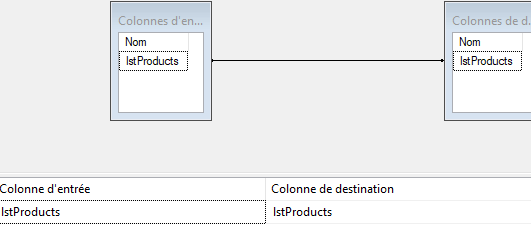 Colonnes d'en...
Colonnes de d.
Nom
Nom
lstProducts
lstProducts
Colonne d'entrée
Colonne de destination
lstProducts
lstProducts